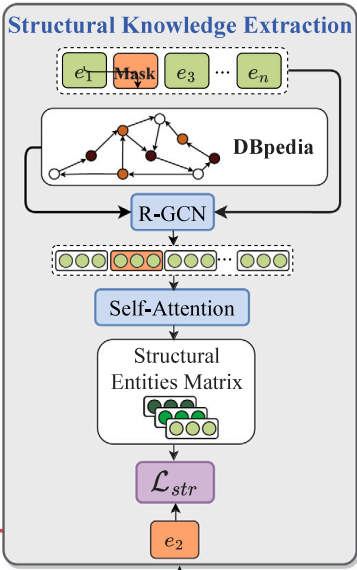 Structural Knowledge Extraction
e1 Mask e3 ... en
DBpedia
R-GCN
...
Self-Attention
Structural
Entities Matrix
ℒstr
e2